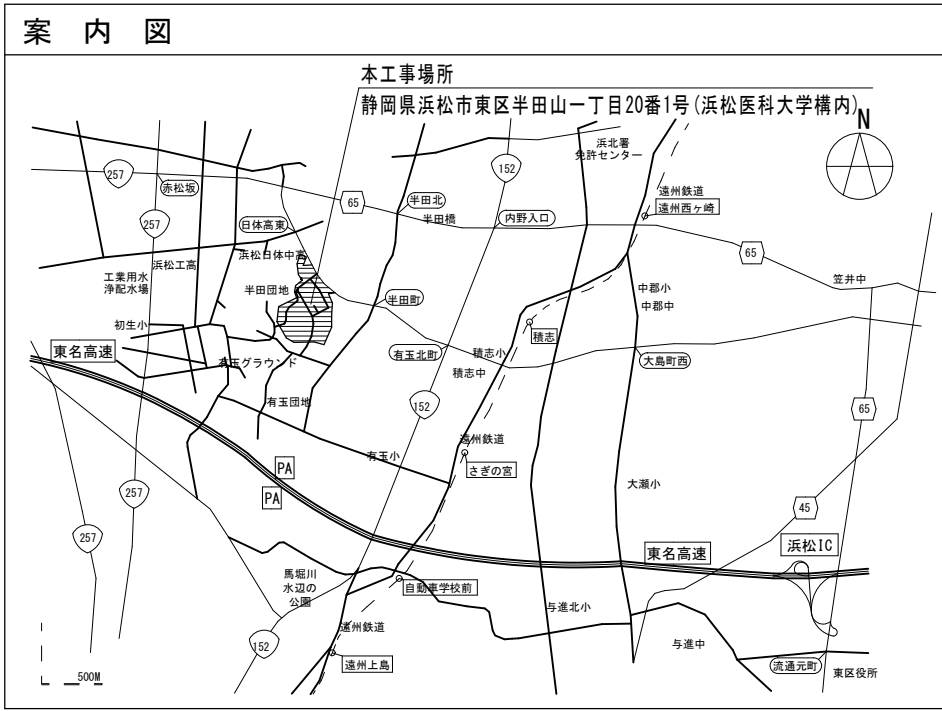 案内図
本工事場所
静岡県浜松市東区半田山一丁目20番1号(浜松医科大学構内)
N
浜北署
免許センター
257
赤松坂
152
遠州鉄道
遠州西ヶ崎
65
半田北
半田橋
内野入口
257
日体高東
浜松日体中高
浜松工高
65
工業用水
浄配水場
半田団地
笠井中
中郡小
中郡中
半田町
初生小
積志
東名高速
有玉グラウンド
有玉北町
積志小
積志中
大島町西
有玉団地
152
65
遠州鉄道
有玉小
さぎの宮
PA
PA
大瀬小
257
45
257
浜松IC
東名高速
馬堀川
水辺の
公園
自動車学校前
与進北小
遠州鉄道
152
与進中
遠州上島
流通元町
東区役所
500M